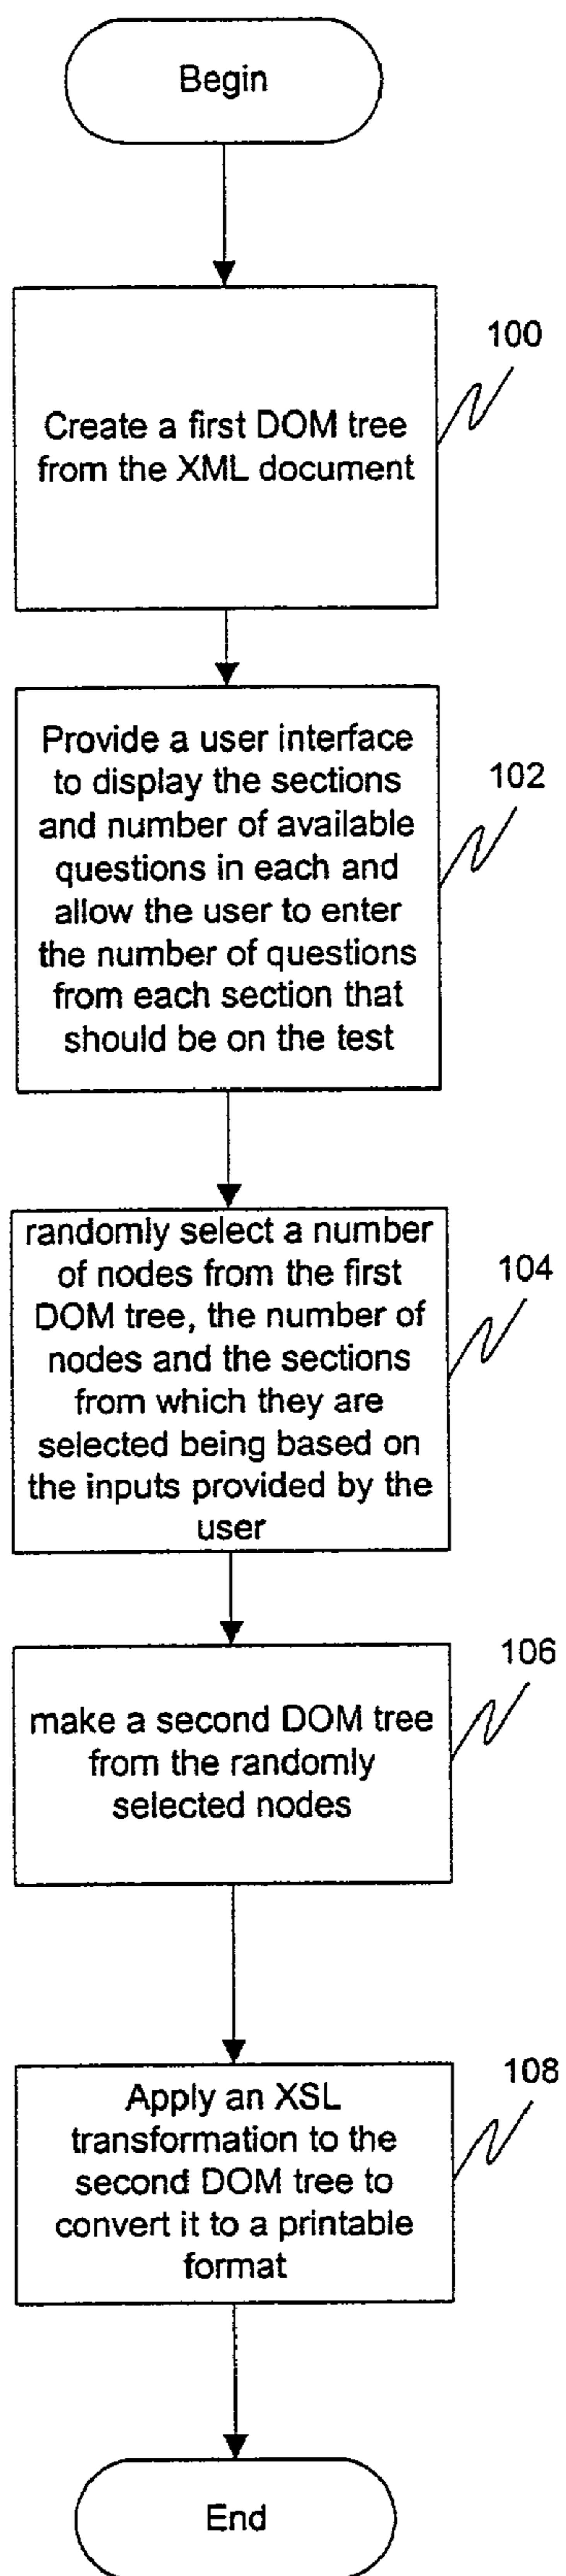 Begin
100
Create a first DOM tree
from the XML document
102
Provide a user interface
to display the sections
and number of available
questions in each and
allow the user to enter
the number of questions
from each section that
should be on the test
104
randomly select a number
of nodes from the first
DOM tree, the number of
nodes and the sections
from which they are
selected being based on
the inputs provided by the
user
106
make a second DOM tree
from the randomly
selected nodes
108
Apply an XSL
transformation to the
second DOM tree to
convert it to a printable
format
End